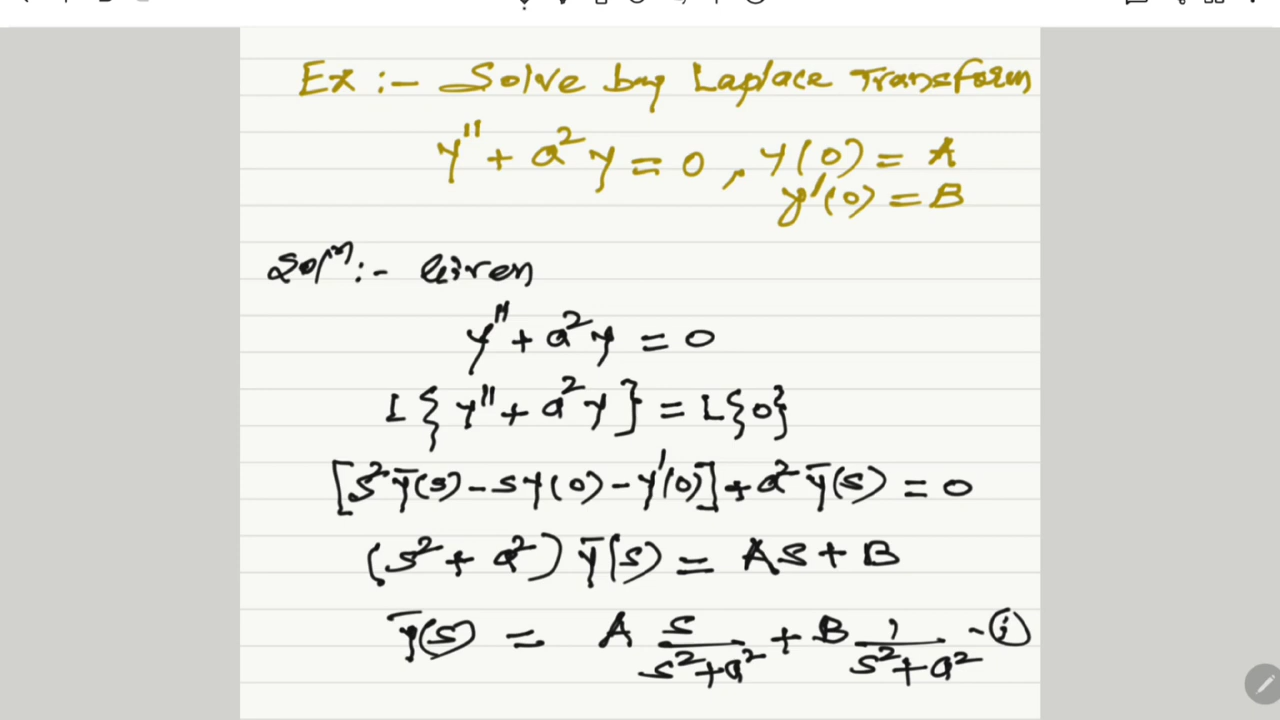 Ex :- Solve by Laplace Transform
y'' + a²y = 0 , y(0) = A
y'(0) = B
Solⁿ :- Given
y'' + a²y = 0
L{y'' + a²y} = L{0}
[s²ȳ(s) - sy(0) - y'(0)] + a²ȳ(s) = 0
(s² + a²) ȳ(s) = As + B
ȳ(s) = A s/(s²+a²) + B 1/(s²+a²) - (i)